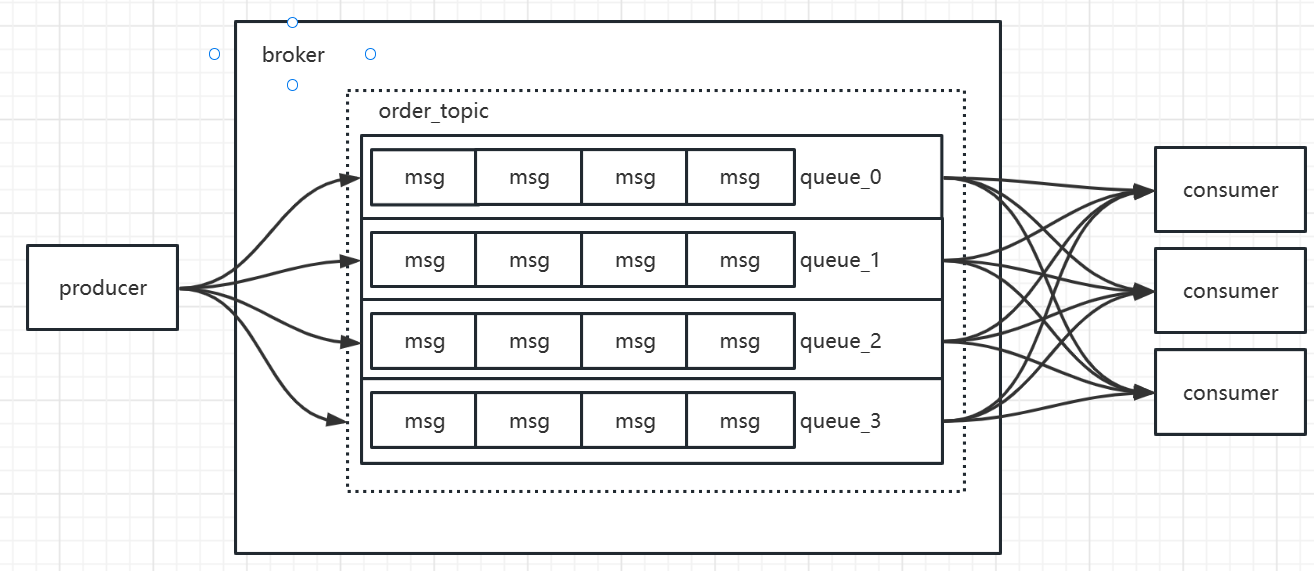 broker
order_topic
msg msg msg msg queue_0
msg msg msg msg queue_1
msg msg msg msg queue_2
msg msg msg msg queue_3
producer
consumer
consumer
consumer